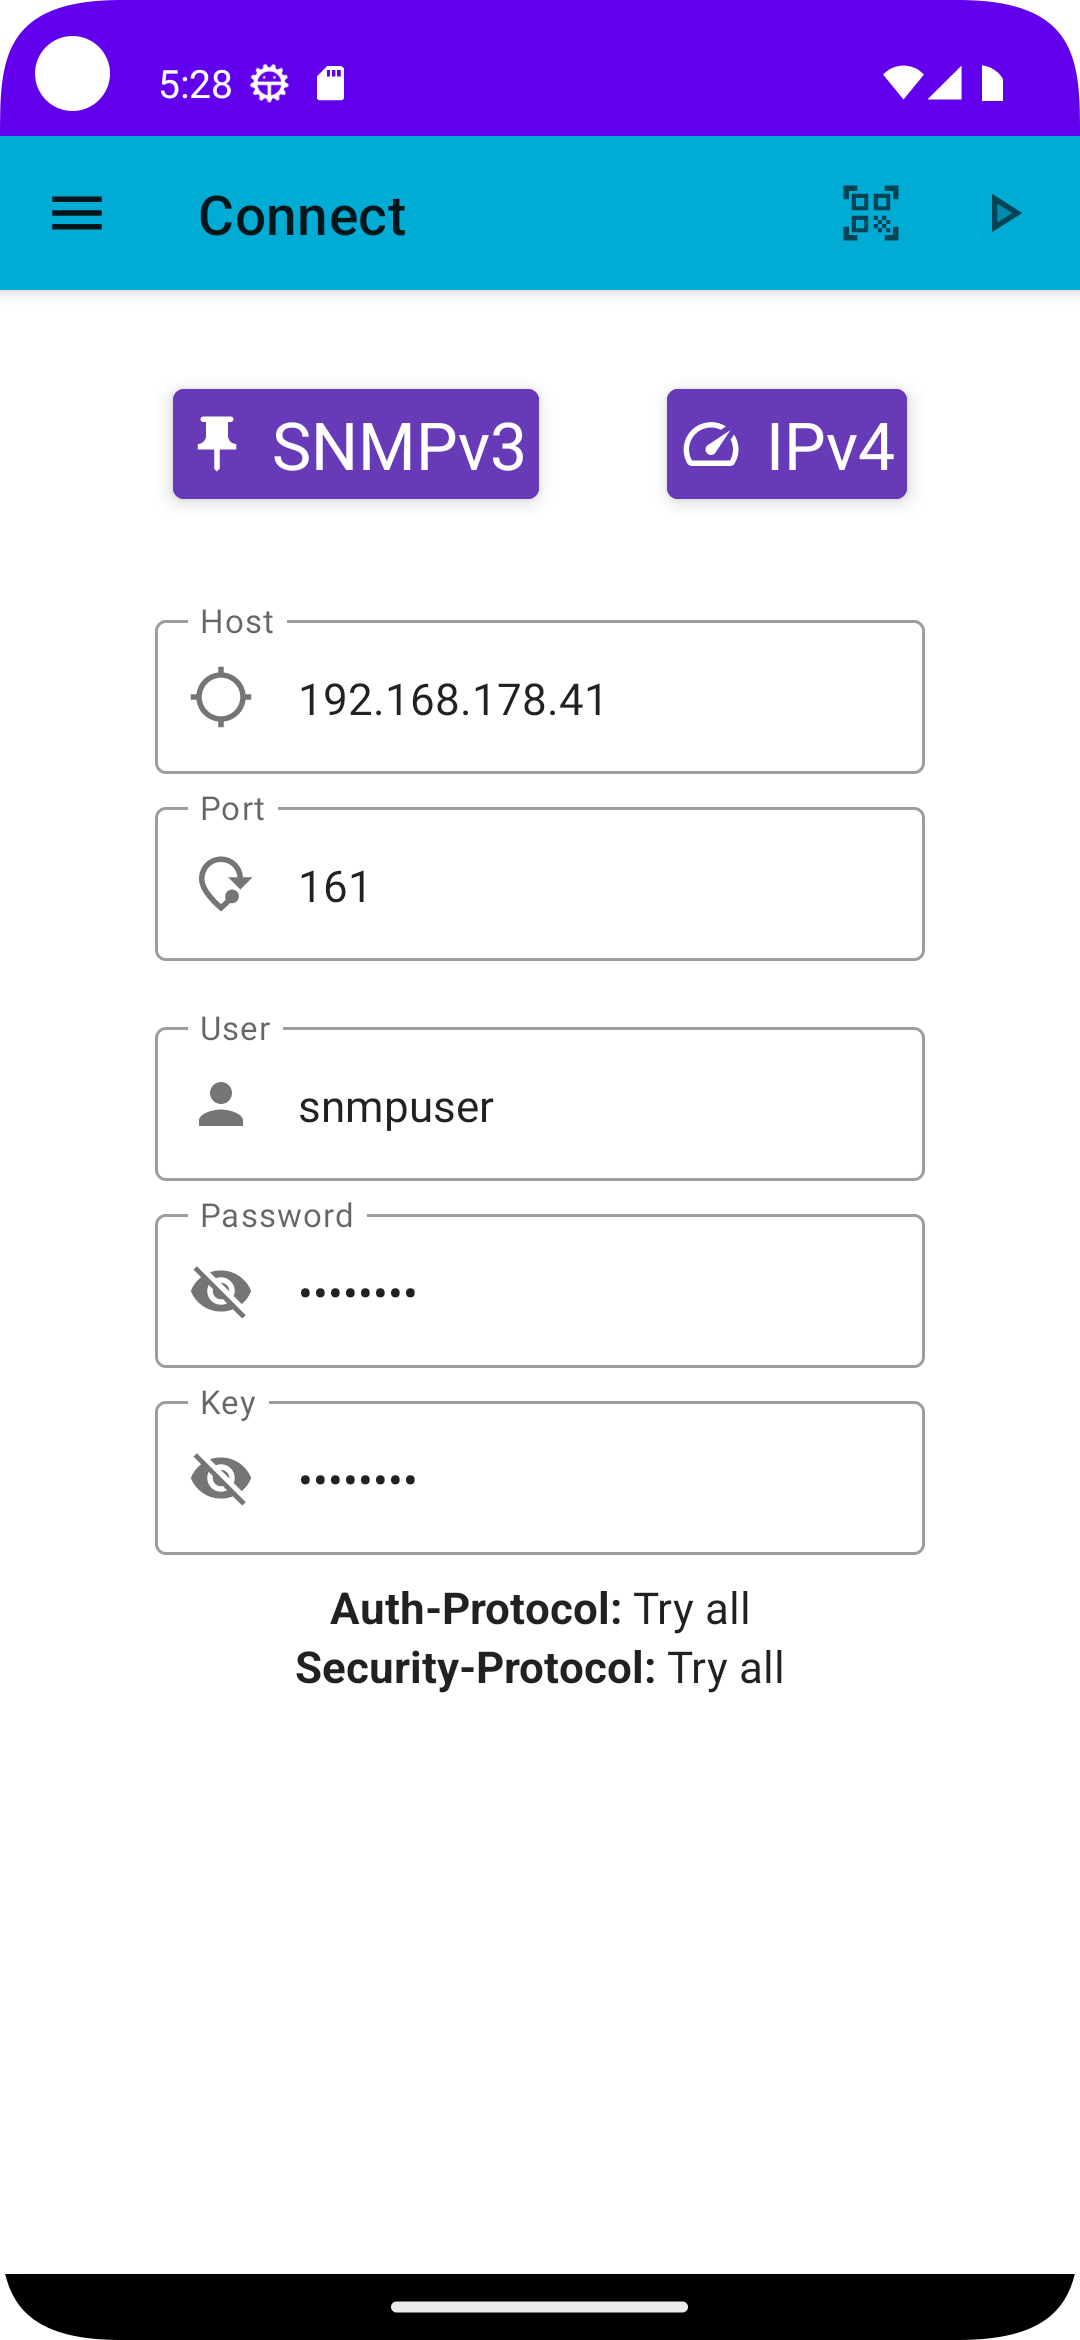 5:28
Connect
SNMPv3 IPv4
Host
192.168.178.41
Port
161
User
snmpuser
Password
••••••••
Key
••••••••
Auth-Protocol: Try all
Security-Protocol: Try all